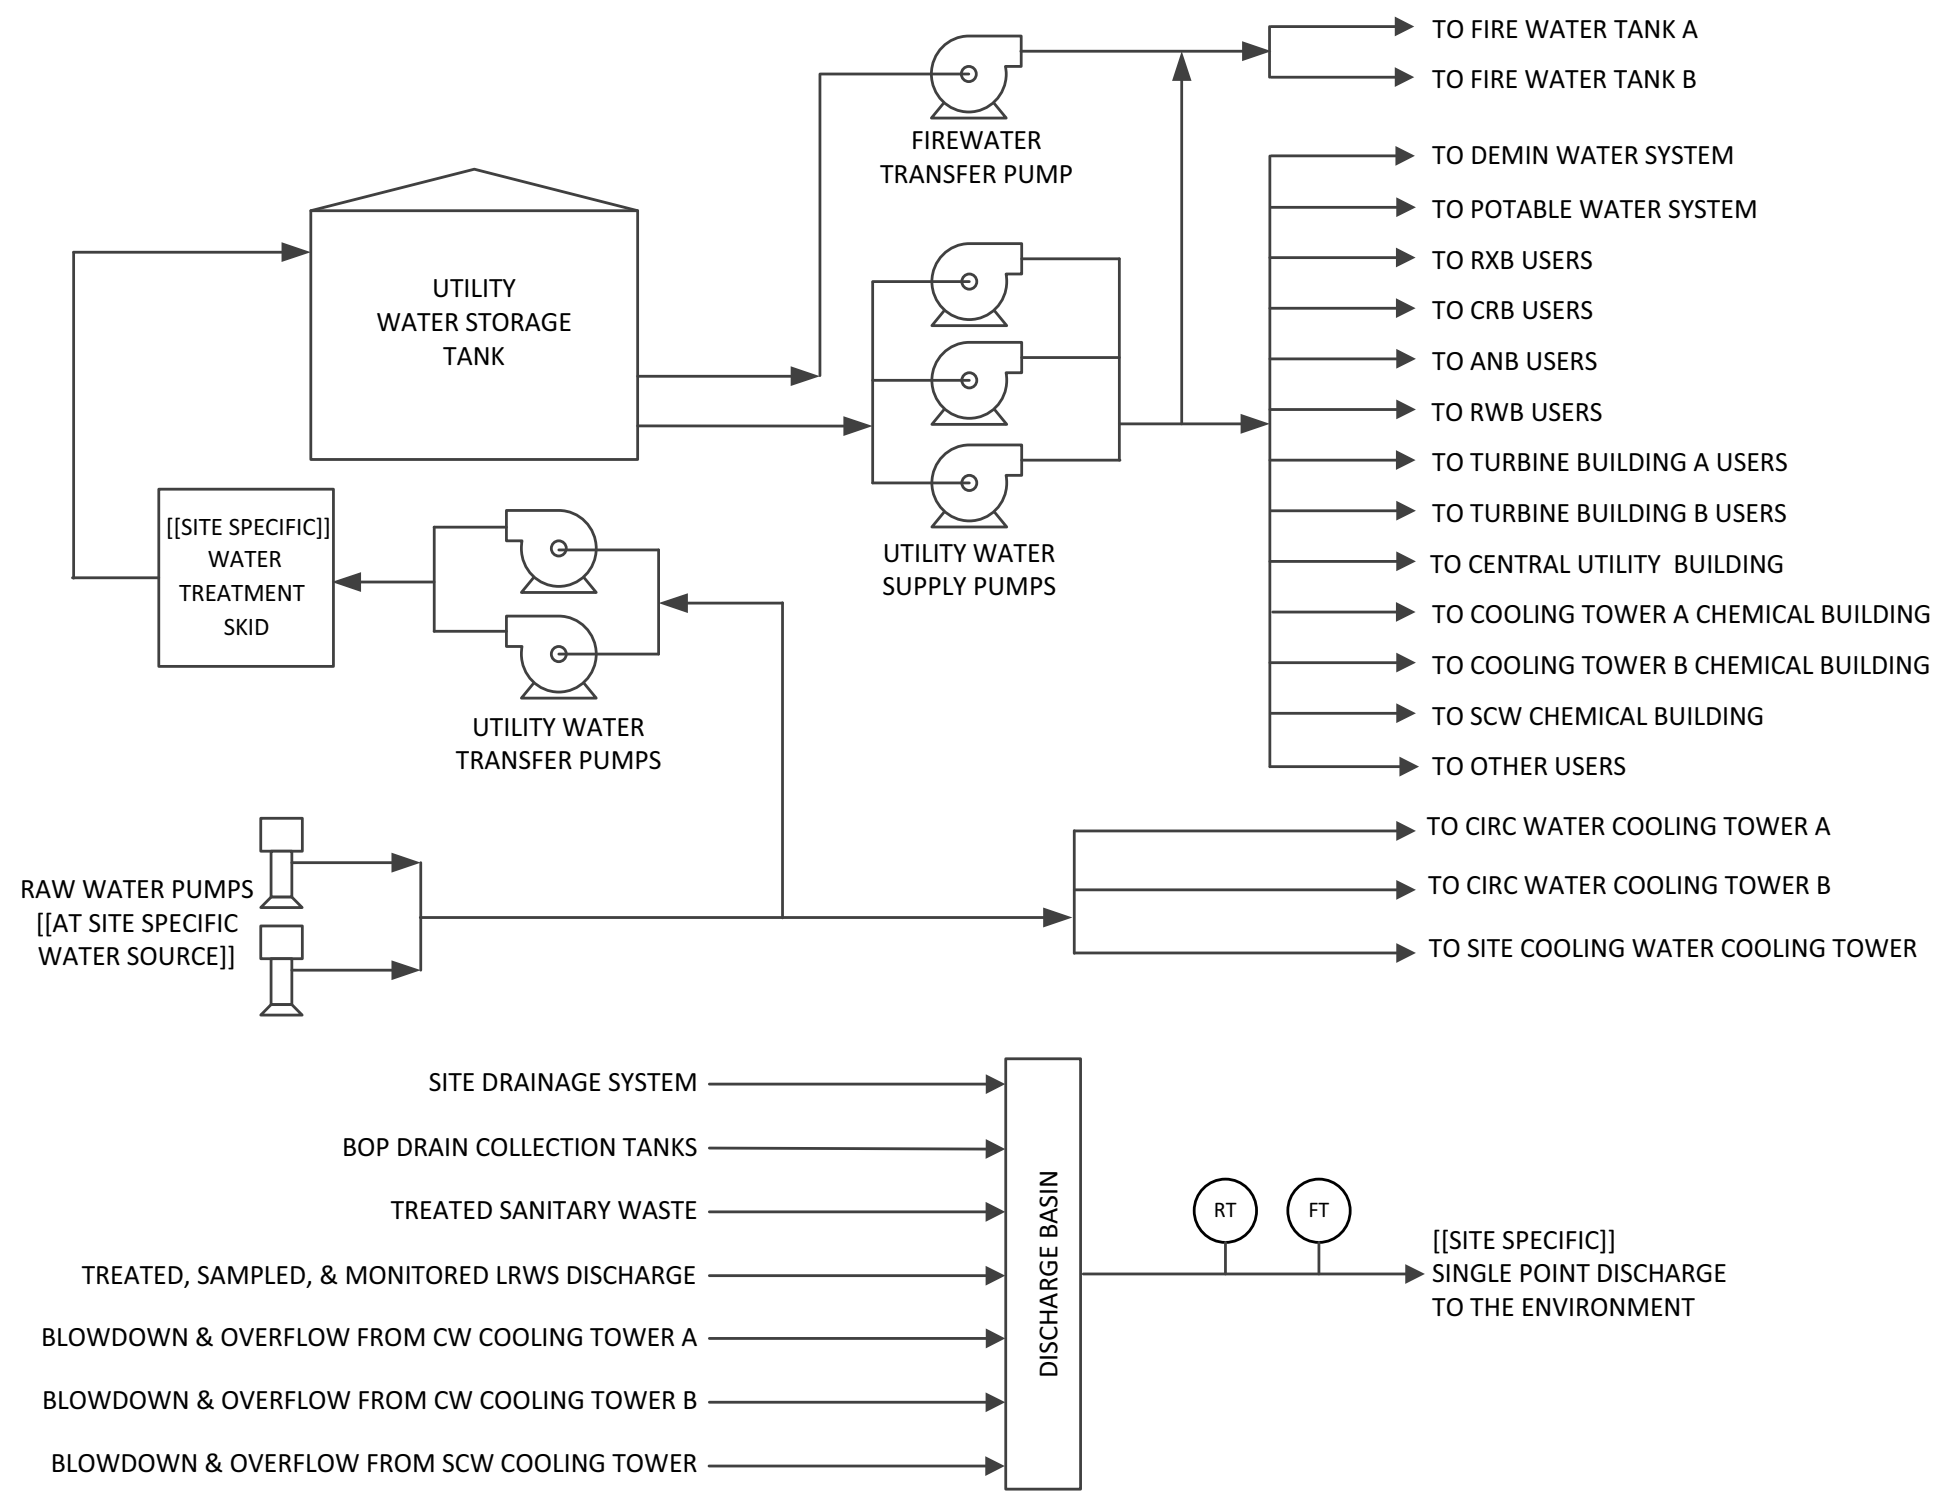 TO FIRE WATER TANK A
TO FIRE WATER TANK B
FIREWATER
TRANSFER PUMP
TO DEMIN WATER SYSTEM
TO POTABLE WATER SYSTEM
TO RXB USERS
TO CRB USERS
TO ANB USERS
TO RWB USERS
TO TURBINE BUILDING A USERS
TO TURBINE BUILDING B USERS
TO CENTRAL UTILITY BUILDING
TO COOLING TOWER A CHEMICAL BUILDING
TO COOLING TOWER B CHEMICAL BUILDING
TO SCW CHEMICAL BUILDING
TO OTHER USERS
UTILITY
WATER STORAGE
TANK
UTILITY WATER
SUPPLY PUMPS
[[SITE SPECIFIC]]
WATER
TREATMENT
SKID
UTILITY WATER
TRANSFER PUMPS
RAW WATER PUMPS
[[AT SITE SPECIFIC
WATER SOURCE]]
TO CIRC WATER COOLING TOWER A
TO CIRC WATER COOLING TOWER B
TO SITE COOLING WATER COOLING TOWER
SITE DRAINAGE SYSTEM
BOP DRAIN COLLECTION TANKS
TREATED SANITARY WASTE
TREATED, SAMPLED, & MONITORED LRWS DISCHARGE
BLOWDOWN & OVERFLOW FROM CW COOLING TOWER A
BLOWDOWN & OVERFLOW FROM CW COOLING TOWER B
BLOWDOWN & OVERFLOW FROM SCW COOLING TOWER
DISCHARGE BASIN
RT
FT
[[SITE SPECIFIC]]
SINGLE POINT DISCHARGE
TO THE ENVIRONMENT